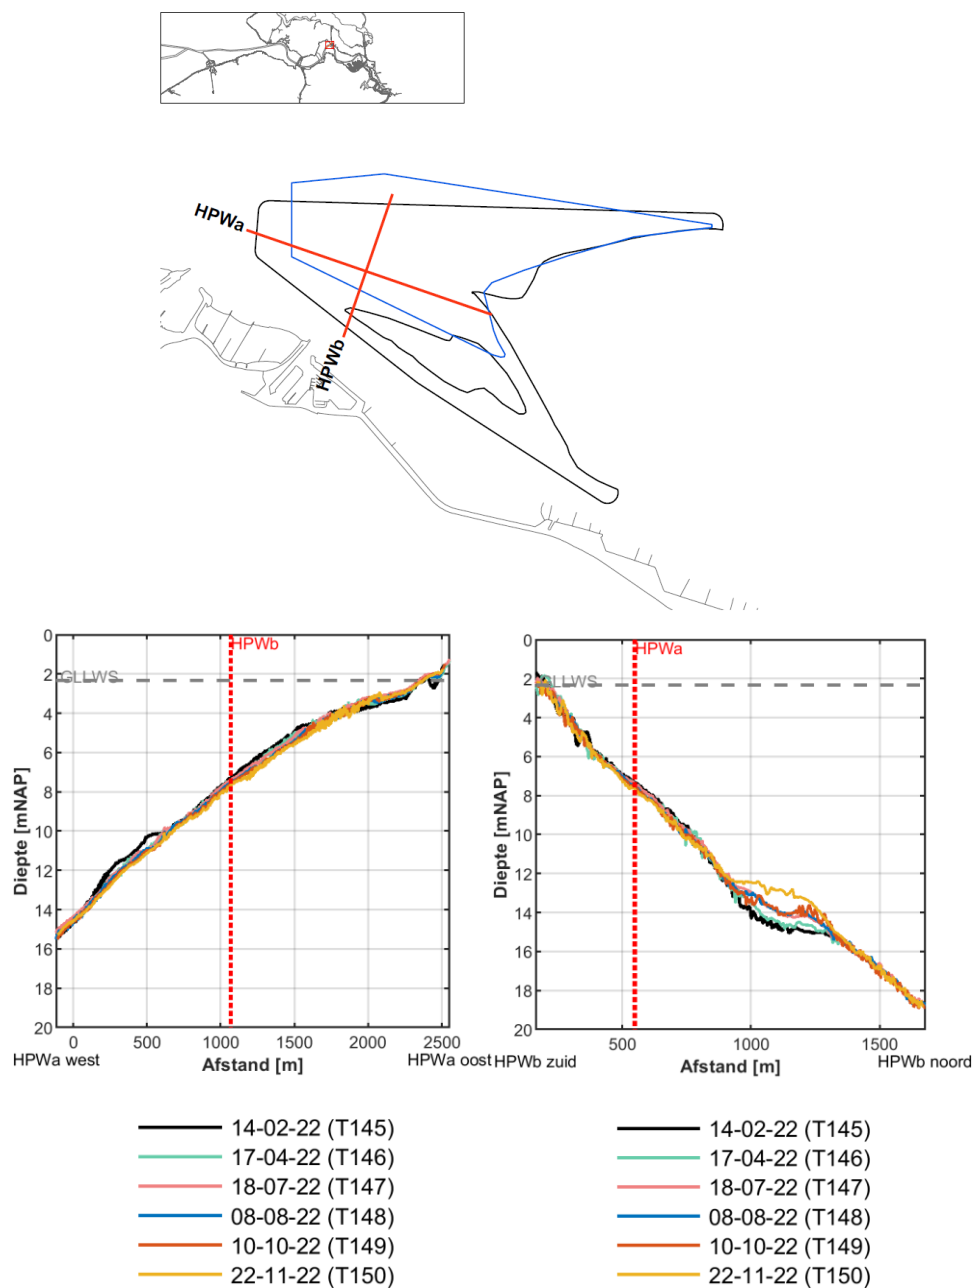 HPWa
HPWb
0
2
4
6
8
10
12
14
16
18
20
Diepte [mNAP]
GLLWS
HPWb
0
500
1000
1500
2000
2500
HPWa west
Afstand [m]
HPWa oost
0
2
4
6
8
10
12
14
16
18
20
Diepte [mNAP]
GLLWS
HPWa
500
1000
1500
HPWb zuid
Afstand [m]
HPWb noord
14-02-22 (T145)
17-04-22 (T146)
18-07-22 (T147)
08-08-22 (T148)
10-10-22 (T149)
22-11-22 (T150)
14-02-22 (T145)
17-04-22 (T146)
18-07-22 (T147)
08-08-22 (T148)
10-10-22 (T149)
22-11-22 (T150)